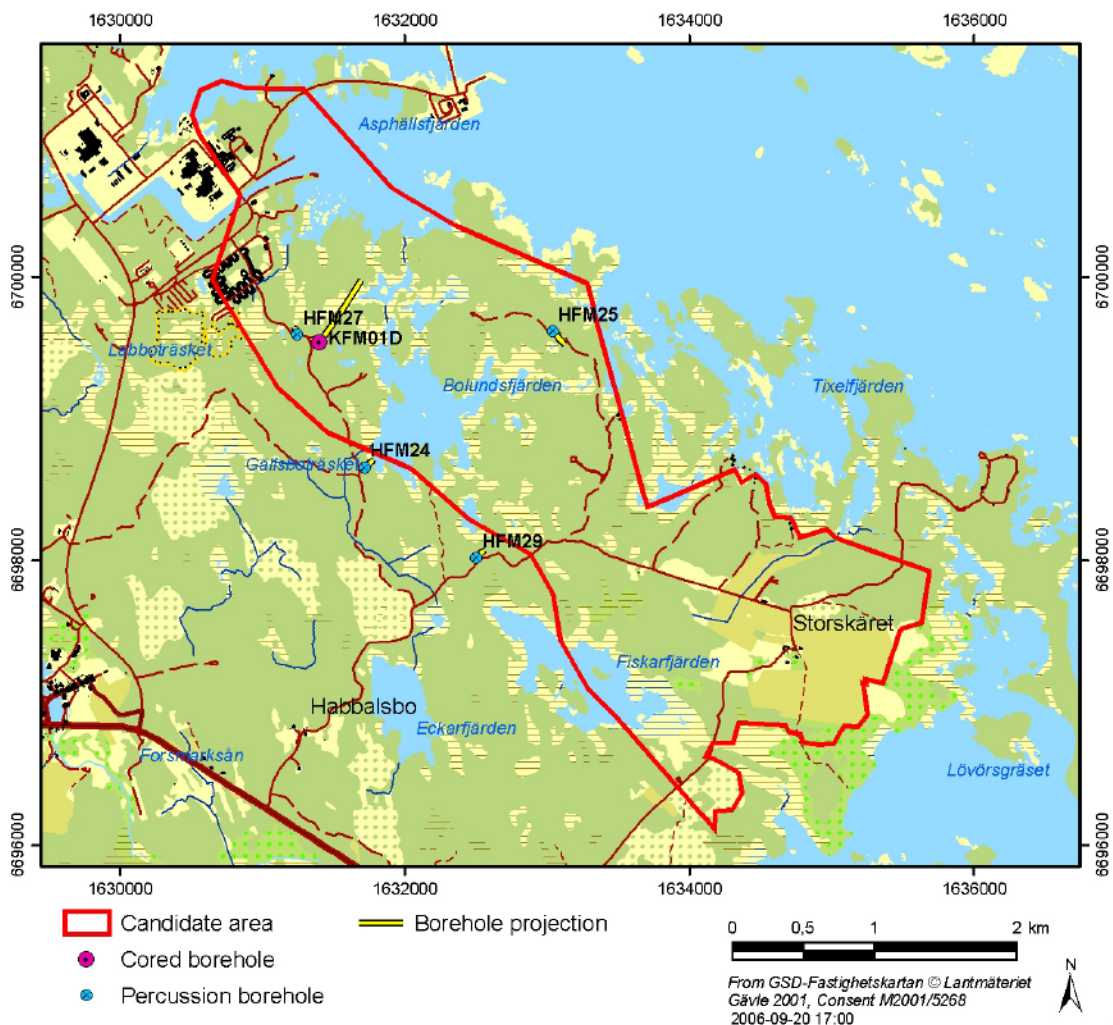 1630000 1632000 1634000 1636000
Asphällsfjärden
6700000 6700000
HFM27 HFM25
KFM01D
Labboträsket
Bolundsfjärden Tixelfjärden
HFM24
Gällsboträsket
HFM29
6698000 6698000
Storskäret
Fiskarfjärden
Habbalsbo
Eckarfjärden
Forsmarksån
Lövörsgräset
6696000 6696000
1630000 1632000 1634000 1636000
Candidate area Borehole projection
Cored borehole
Percussion borehole
0 0,5 1 2 km
N
From GSD-Fastighetskartan © Lantmäteriet
Gävle 2001, Consent M2001/5268
2006-09-20 17:00